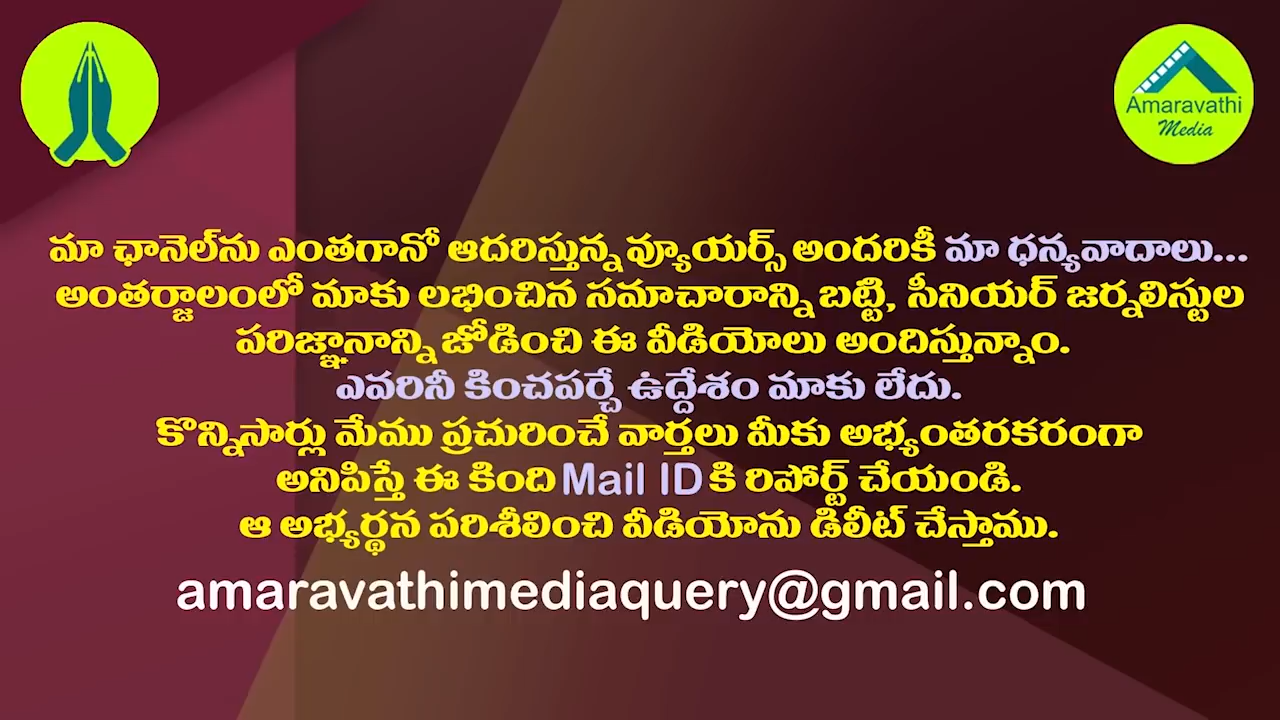 Amaravathi
Media
మా ఛానెల్‌ను ఎంతగానో ఆదరిస్తున్న వ్యూయర్స్ అందరికీ మా ధన్యవాదాలు...
అంతర్జాలంలో మాకు లభించిన సమాచారాన్ని బట్టి, సీనియర్ జర్నలిస్టుల
పరిజ్ఞానాన్ని జోడించి ఈ వీడియోలు అందిస్తున్నాం.
ఎవరినీ కించపర్చే ఉద్దేశం మాకు లేదు.
కొన్నిసార్లు మేము ప్రచురించే వార్తలు మీకు అభ్యంతరకరంగా
అనిపిస్తే ఈ కింది Mail ID కి రిపోర్ట్ చేయండి.
ఆ అభ్యర్థన పరిశీలించి వీడియోను డిలీట్ చేస్తాము.
amaravathimediaquery@gmail.com